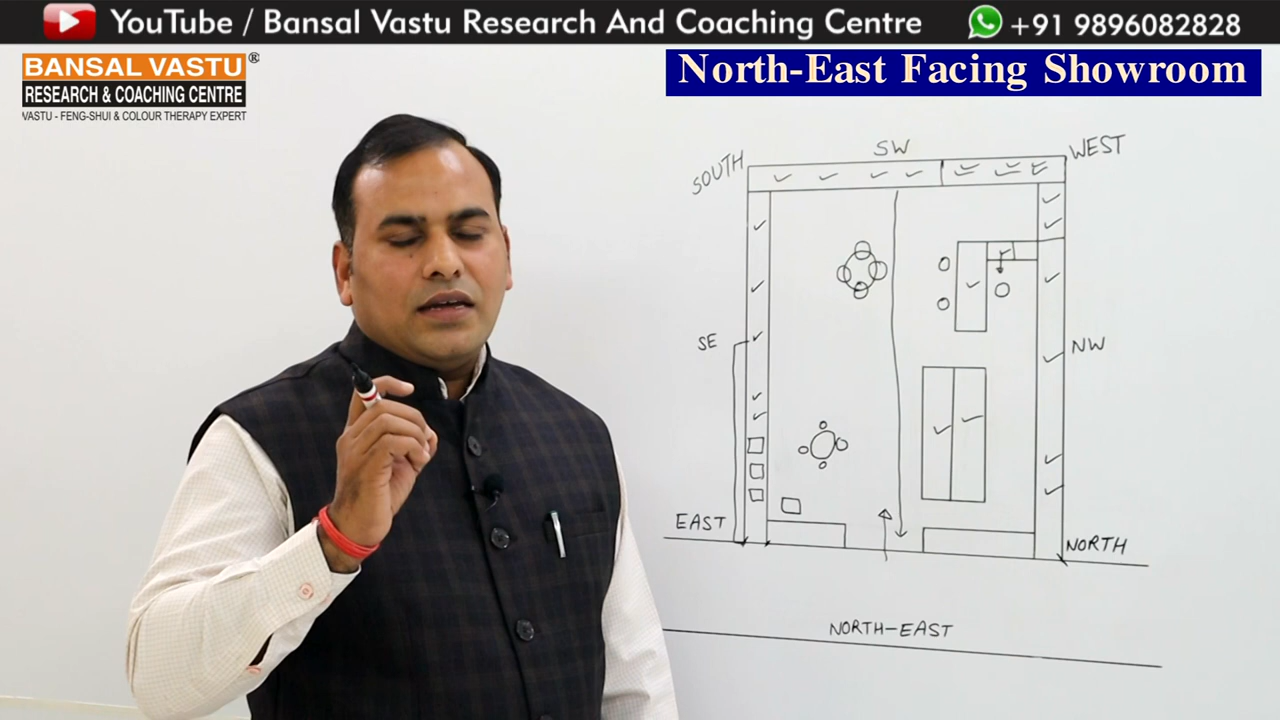 YouTube / Bansal Vastu Research And Coaching Centre +91 9896082828
BANSAL VASTU ®
RESEARCH & COACHING CENTRE
VASTU - FENG-SHUI & COLOUR THERAPY EXPERT
North-East Facing Showroom
SW
SOUTH
WEST
SE
NW
EAST
NORTH
NORTH-EAST